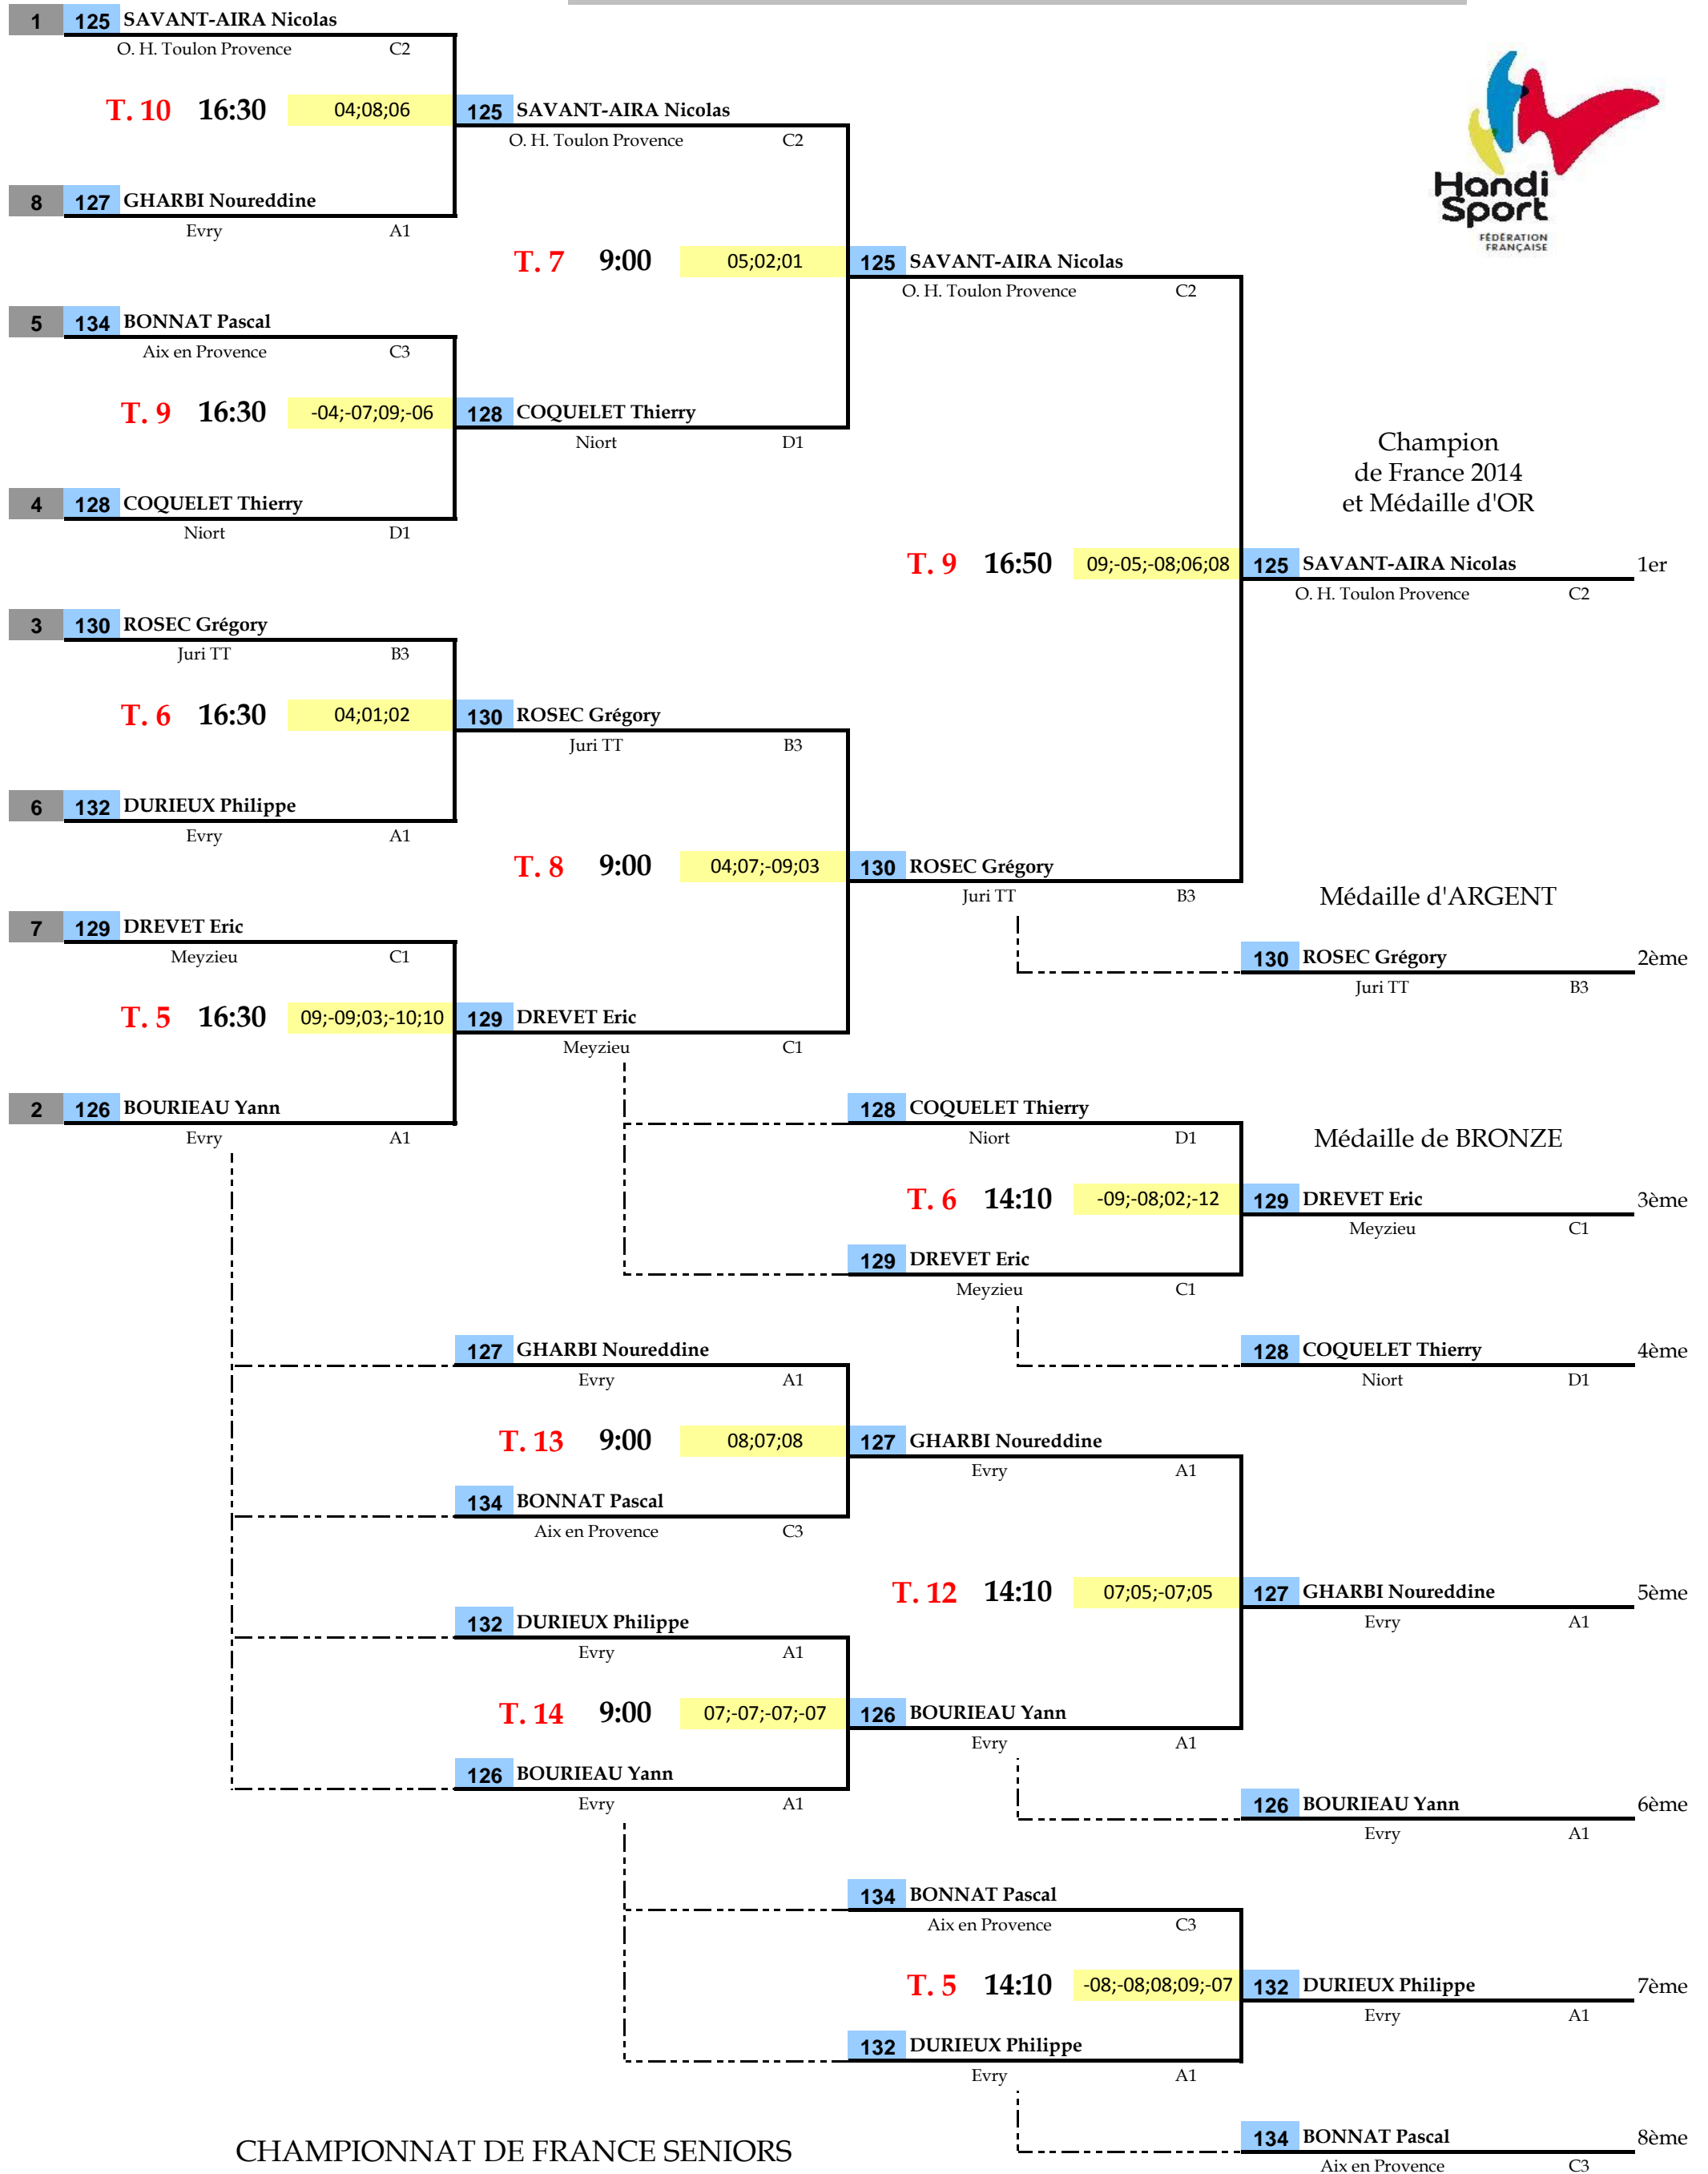 1 125 SAVANT-AIRA Nicolas
O. H. Toulon Provence C2
T. 10 16:30 04;08;06 125 SAVANT-AIRA Nicolas
O. H. Toulon Provence C2
Handi
Sport
FÉDÉRATION
FRANÇAISE
8 127 GHARBI Noureddine
Evry A1
T. 7 9:00 05;02;01 125 SAVANT-AIRA Nicolas
O. H. Toulon Provence C2
5 134 BONNAT Pascal
Aix en Provence C3
T. 9 16:30 -04;-07;09;-06 128 COQUELET Thierry
Niort D1
Champion
de France 2014
et Médaille d'OR
4 128 COQUELET Thierry
Niort D1
T. 9 16:50 09;-05;-08;06;08 125 SAVANT-AIRA Nicolas 1er
O. H. Toulon Provence C2
3 130 ROSEC Grégory
Juri TT B3
T. 6 16:30 04;01;02 130 ROSEC Grégory
Juri TT B3
6 132 DURIEUX Philippe
Evry A1
T. 8 9:00 04;07;-09;03 130 ROSEC Grégory
Juri TT B3
Médaille d'ARGENT
7 129 DREVET Eric
Meyzieu C1
130 ROSEC Grégory 2ème
Juri TT B3
T. 5 16:30 09;-09;03;-10;10 129 DREVET Eric
Meyzieu C1
2 126 BOURIEAU Yann
Evry A1
128 COQUELET Thierry
Niort D1
Médaille de BRONZE
T. 6 14:10 -09;-08;02;-12 129 DREVET Eric 3ème
Meyzieu C1
129 DREVET Eric
Meyzieu C1
127 GHARBI Noureddine
Evry A1
128 COQUELET Thierry 4ème
Niort D1
T. 13 9:00 08;07;08 127 GHARBI Noureddine
Evry A1
134 BONNAT Pascal
Aix en Provence C3
T. 12 14:10 07;05;-07;05 127 GHARBI Noureddine 5ème
Evry A1
132 DURIEUX Philippe
Evry A1
T. 14 9:00 07;-07;-07;-07 126 BOURIEAU Yann
Evry A1
126 BOURIEAU Yann
Evry A1
126 BOURIEAU Yann 6ème
Evry A1
134 BONNAT Pascal
Aix en Provence C3
T. 5 14:10 -08;-08;08;09;-07 132 DURIEUX Philippe 7ème
Evry A1
132 DURIEUX Philippe
Evry A1
134 BONNAT Pascal 8ème
Aix en Provence C3
CHAMPIONNAT DE FRANCE SENIORS